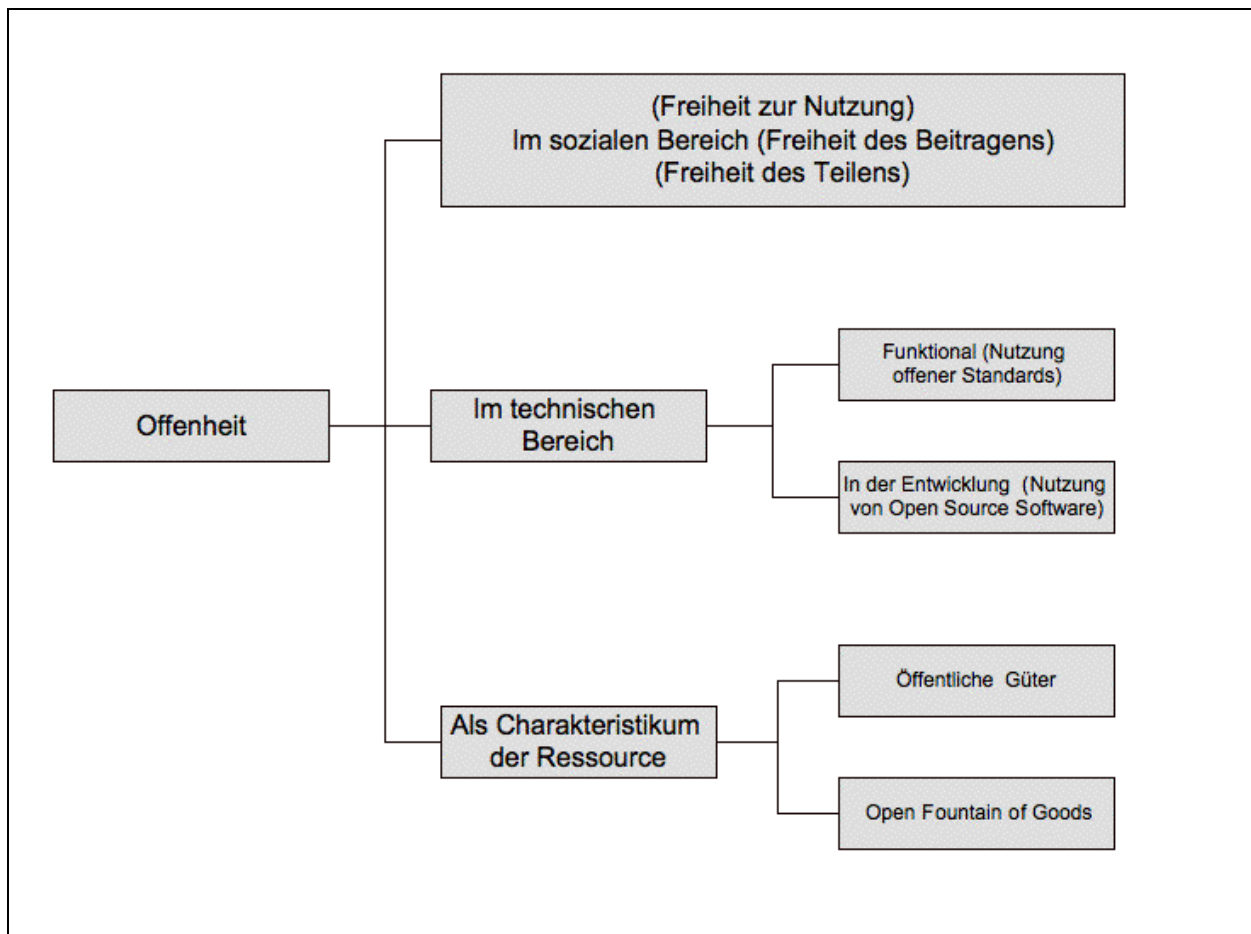 (Freiheit zur Nutzung)
Im sozialen Bereich (Freiheit des Beitragens)
(Freiheit des Teilens)
Offenheit
Im technischen
Bereich
Funktional (Nutzung
offener Standards)
In der Entwicklung (Nutzung
von Open Source Software)
Als Charakteristikum
der Ressource
Öffentliche Güter
Open Fountain of Goods